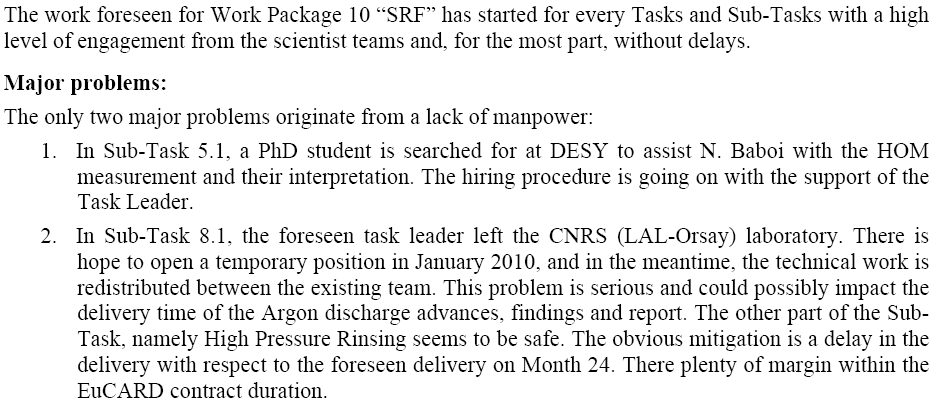 The work foreseen for Work Package 10 “SRF” has started for every Tasks and Sub-Tasks with a high
level of engagement from the scientist teams and, for the most part, without delays.
Major problems:
The only two major problems originate from a lack of manpower:
1. In Sub-Task 5.1, a PhD student is searched for at DESY to assist N. Baboi with the HOM
measurement and their interpretation. The hiring procedure is going on with the support of the
Task Leader.
2. In Sub-Task 8.1, the foreseen task leader left the CNRS (LAL-Orsay) laboratory. There is
hope to open a temporary position in January 2010, and in the meantime, the technical work is
redistributed between the existing team. This problem is serious and could possibly impact the
delivery time of the Argon discharge advances, findings and report. The other part of the Sub-
Task, namely High Pressure Rinsing seems to be safe. The obvious mitigation is a delay in the
delivery with respect to the foreseen delivery on Month 24. There plenty of margin within the
EuCARD contract duration.